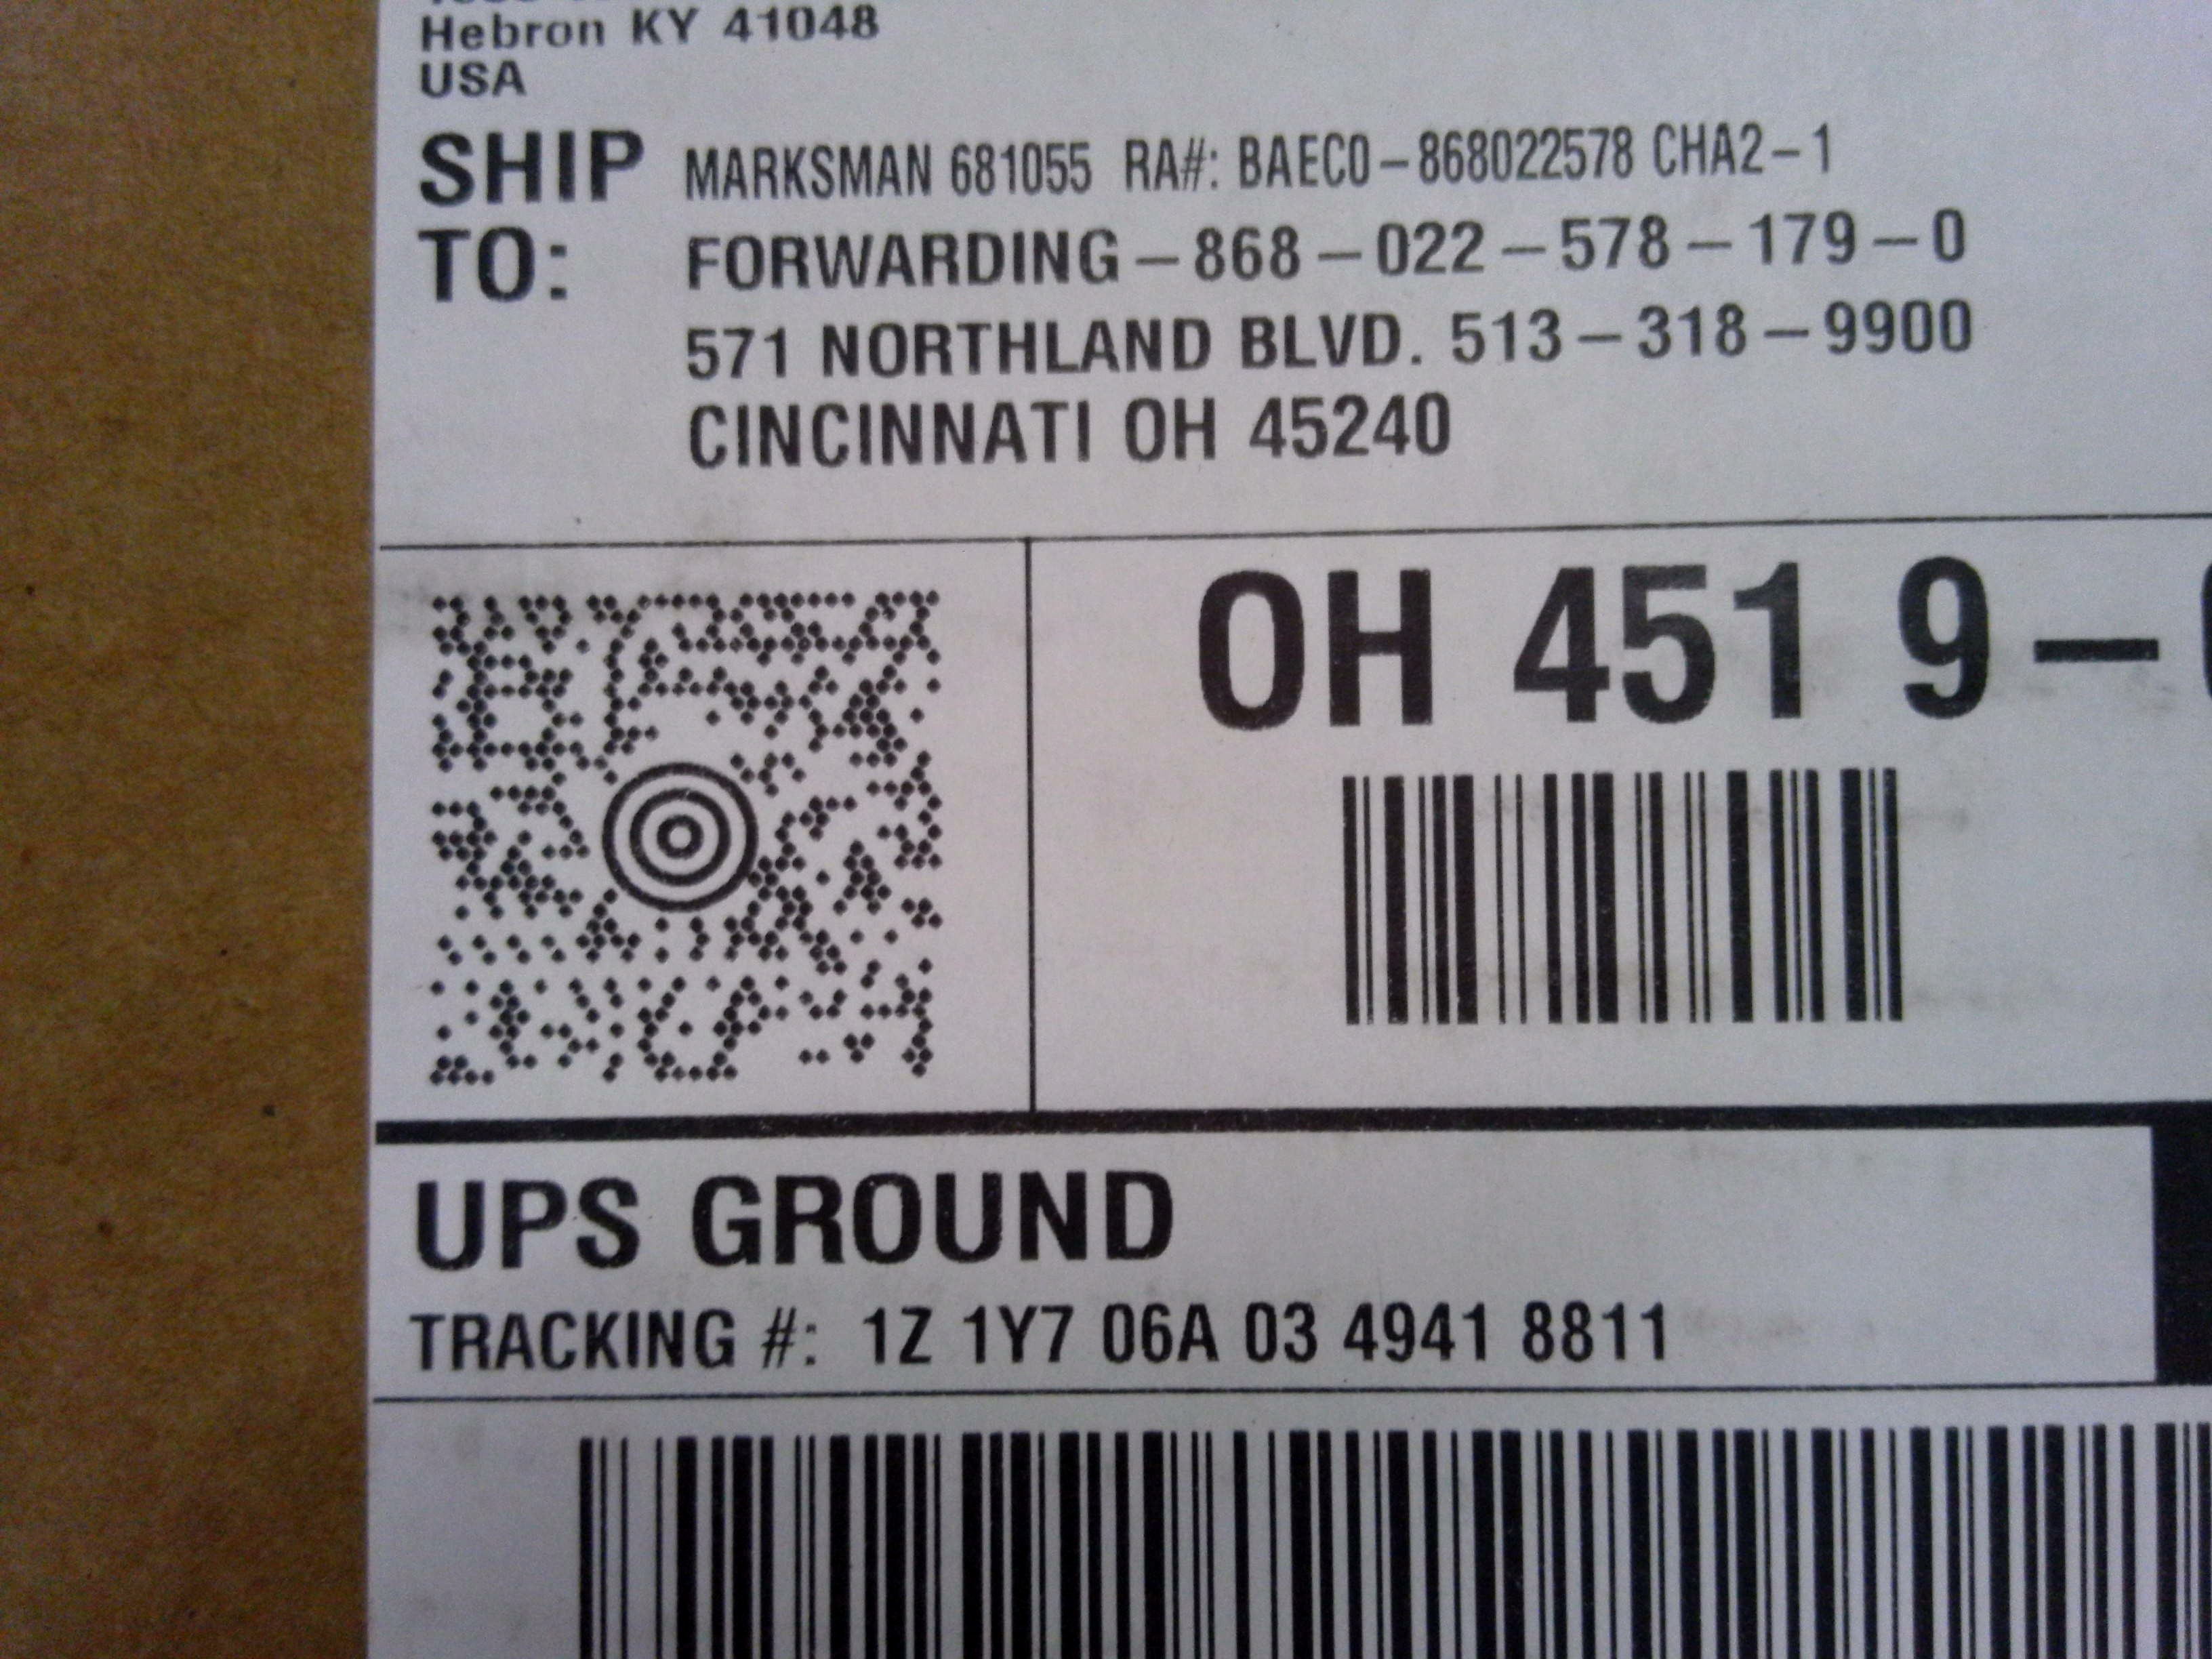 Hebron KY 41048
USA
SHIP TO:
MARKSMAN 681055 RA#: BAEC0-868022578 CHA2-1
FORWARDING-868-022-578-179-0
571 NORTHLAND BLVD. 513-318-9900
CINCINNATI OH 45240
OH 451 9-
UPS GROUND
TRACKING #: 1Z 1Y7 06A 03 4941 8811